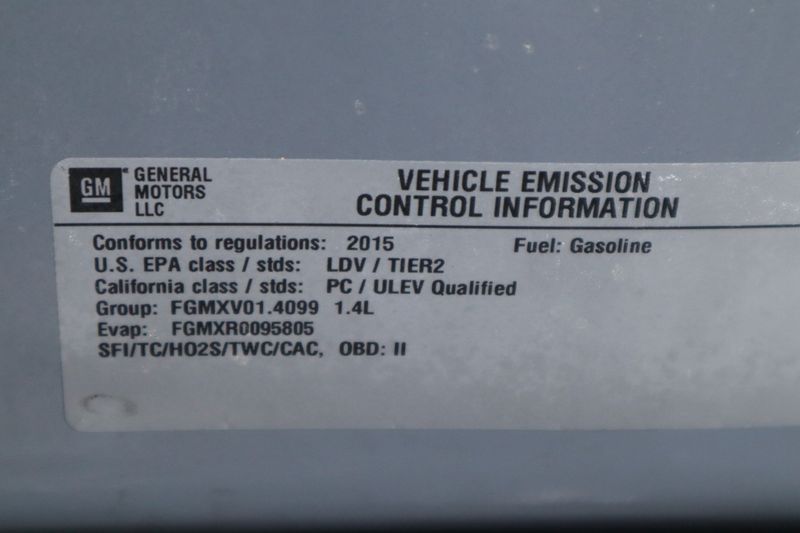 GM GENERAL MOTORS LLC
VEHICLE EMISSION
CONTROL INFORMATION
Conforms to regulations: 2015 Fuel: Gasoline
U.S. EPA class / stds: LDV / TIER2
California class / stds: PC / ULEV Qualified
Group: FGMXV01.4099 1.4L
Evap: FGMXR0095805
SFI/TC/HO2S/TWC/CAC, OBD: II